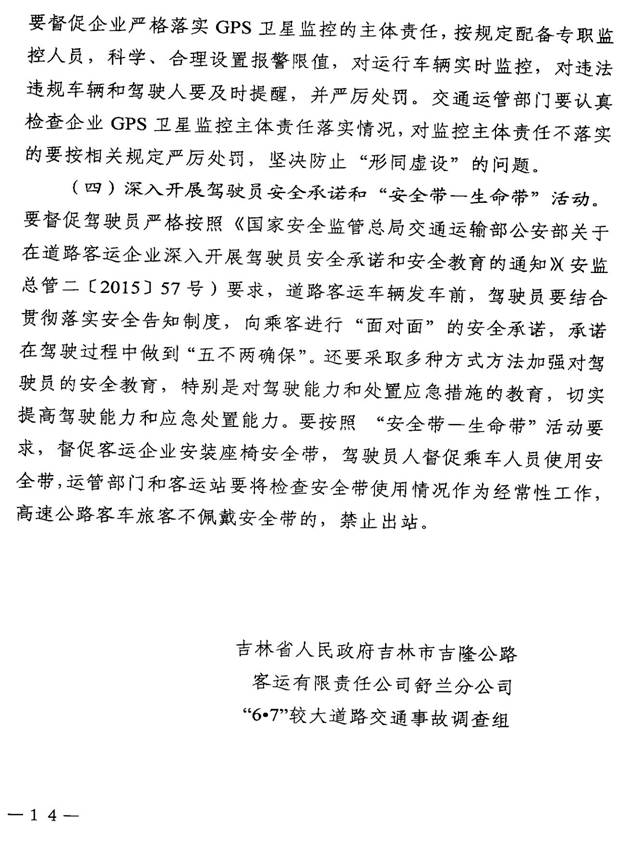 要督促企业严格落实 GPS 卫星监控的主体责任,按规定配备专职监
控人员，科学、合理设置报警限值，对运行车辆实时监控，对违法
违规车辆和驾驶人要及时提醒，并严厉处罚。交通运管部门要认真
检查企业 GPS 卫星监控主体责任落实情况,对监控主体责任不落实
的要按相关规定严厉处罚，坚决防止“形同虚设”的问题。
（四）深入开展驾驶员安全承诺和“安全带—生命带”活动。
要督促驾驶员严格按照《国家安全监管总局交通运输部公安部关于
在道路客运企业深入开展驾驶员安全承诺和安全教育的通知》(安监
总管二〔2015〕57 号）要求，道路客运车辆发车前，驾驶员要结合
贯彻落实安全告知制度，向乘客进行“面对面”的安全承诺，承诺
在驾驶过程中做到“五不两确保”。还要采取多种方式方法加强对驾
驶员的安全教育，特别是对驾驶能力和处置应急措施的教育，切实
提高驾驶能力和应急处置能力。要按照 “安全带—生命带”活动要
求，督促客运企业安装座椅安全带，驾驶员人督促乘车人员使用安
全带,运管部门和客运站要将检查安全带使用情况作为经常性工作，
高速公路客车旅客不佩戴安全带的，禁止出站。
吉林省人民政府吉林市吉隆公路
客运有限责任公司舒兰分公司
“6•7”较大道路交通事故调查组
—14—